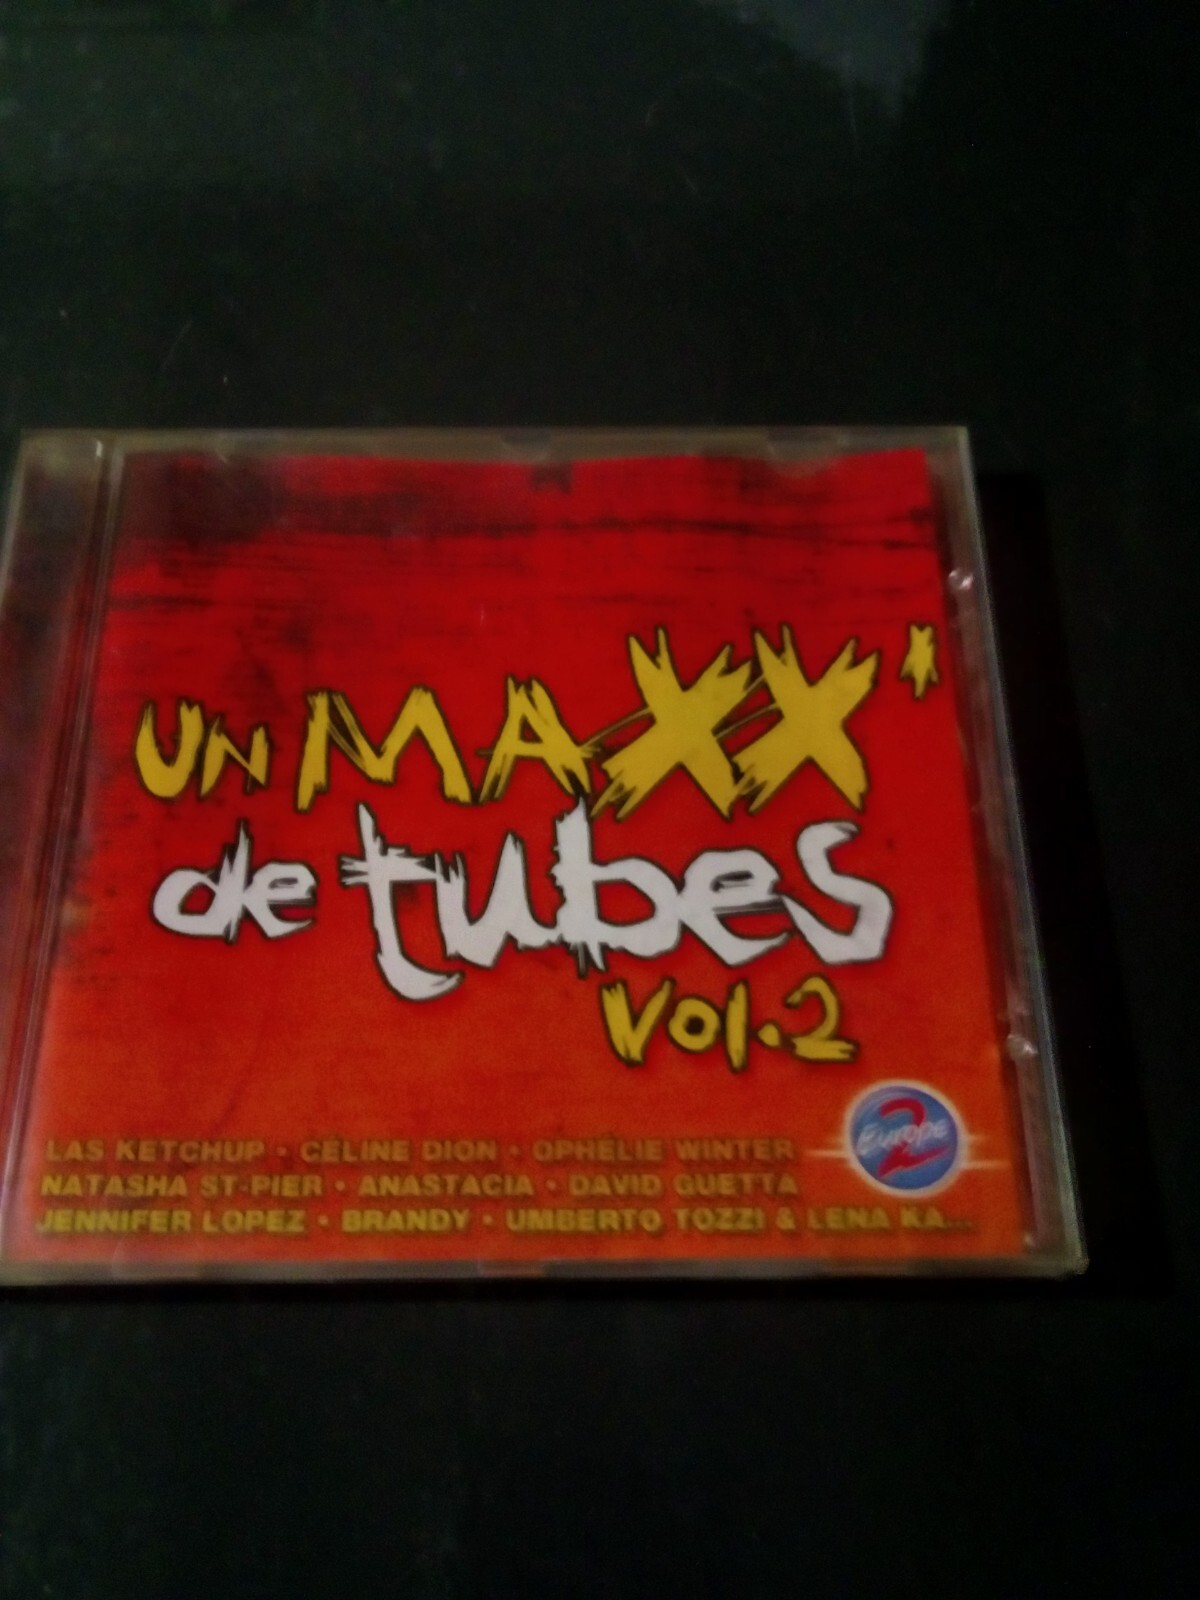 UN MAXX'
de tubes
vol.2
EUROPE
2
LAS KETCHUP • CÉLINE DION • OPHÉLIE WINTER
NATASHA ST-PIER • ANASTACIA • DAVID GUETTA
JENNIFER LOPEZ • BRANDY • UMBERTO TOZZI & LENA KA...